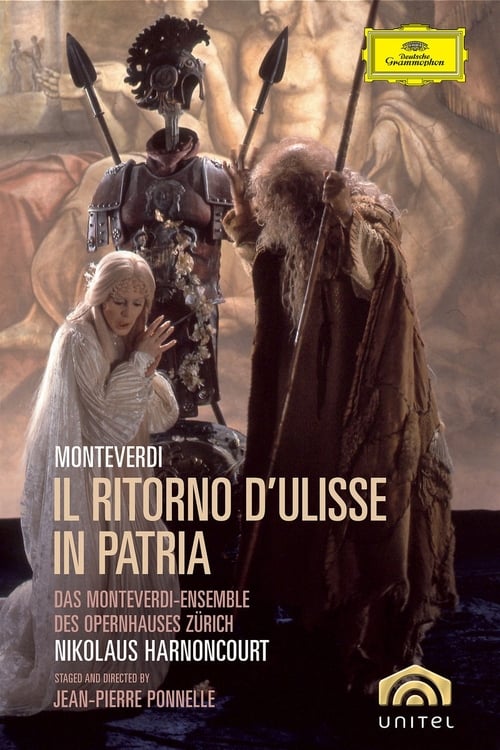 Deutsche
Grammophon
MONTEVERDI
IL RITORNO D'ULISSE
IN PATRIA
DAS MONTEVERDI-ENSEMBLE
DES OPERNHAUSES ZÜRICH
NIKOLAUS HARNONCOURT
STAGED AND DIRECTED BY
JEAN-PIERRE PONNELLE
UNITEL